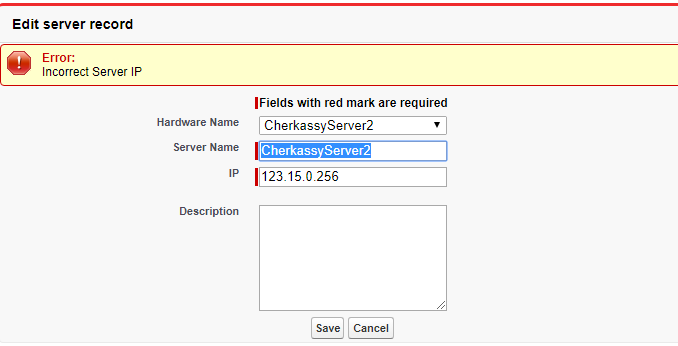 Edit server record
Error:
Incorrect Server IP
Fields with red mark are required
Hardware Name CherkassyServer2
Server Name CherkassyServer2
IP 123.15.0.256
Description
Save Cancel